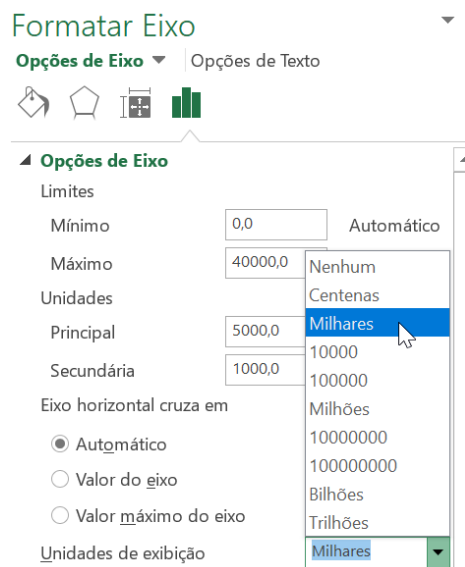 Formatar Eixo
Opções de Eixo Opções de Texto
Opções de Eixo
Limites
Mínimo 0,0 Automático
Máximo 40000,0
Unidades
Principal 5000,0
Secundária 1000,0
Eixo horizontal cruza em
Automático
Valor do eixo
Valor máximo do eixo
Unidades de exibição Milhares
Nenhum
Centenas
Milhares
10000
100000
Milhões
10000000
100000000
Bilhões
Trilhões